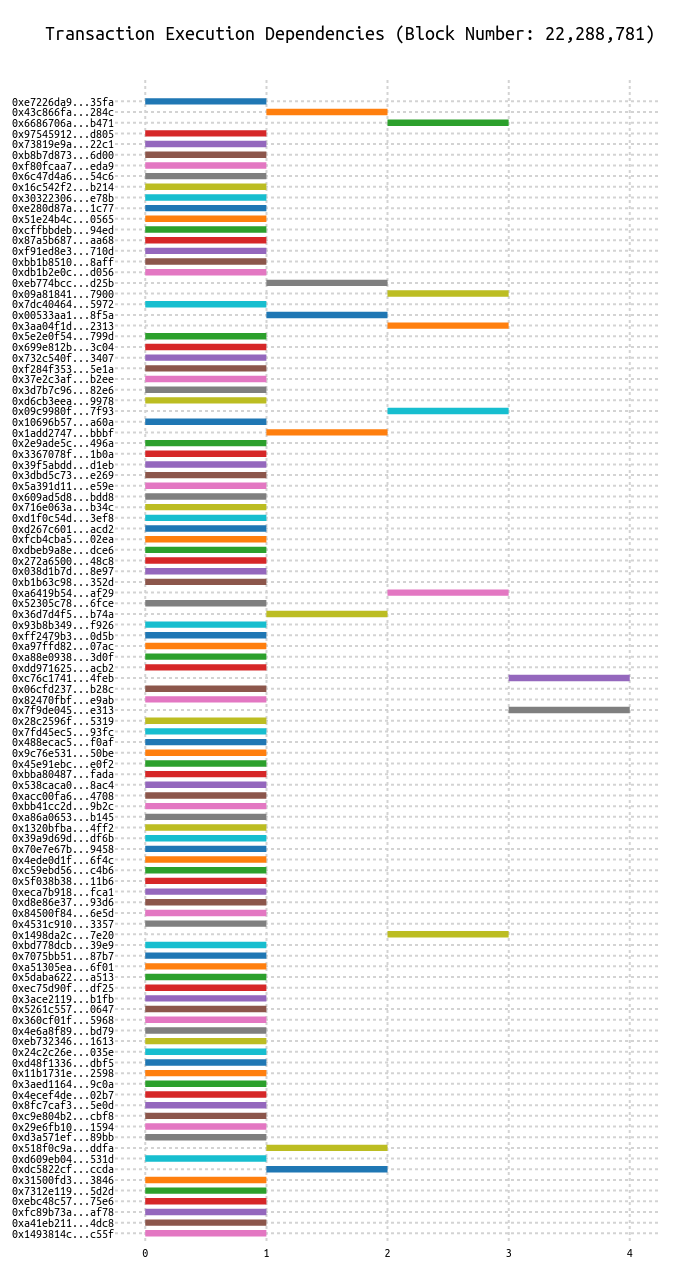 Transaction Execution Dependencies (Block Number: 22,288,781)
0xe7226da9...35fa
0x43c866fa...284c
0x6686706a...b471
0x97545912...d805
0x73819e9a...22c1
0xb8b7d873...6d00
0xf80fcaa7...eda9
0x6c47d4a6...54c6
0x16c542f2...b214
0x30322306...e78b
0xe280d87a...1c77
0x51e24b4c...0565
0xcffbbdeb...94ed
0x87a5b687...aa68
0xf91ed8e3...710d
0xbb1b8510...8aff
0xdb1b2e0c...d056
0xeb774bcc...d25b
0x09a81841...7900
0x7dc40464...5972
0x00533aa1...8f5a
0x3aa04f1d...2313
0x5e2e0f54...799d
0x699e812b...3c04
0x732c540f...3407
0xf284f353...5e1a
0x37e2c3af...b2ee
0x3d7b7c96...82e6
0xd6cb3eea...9978
0x09c9980f...7f93
0x10696b57...a60a
0x1add2747...bbbf
0x2e9ade5c...496a
0x3367078f...1b0a
0x39f5abdd...d1eb
0x3dbd5c73...e269
0x5a391d11...e59e
0x609ad5d8...bdd8
0x716e063a...b34c
0xd1f0c54d...3ef8
0xd267c601...acd2
0xfcb4cba5...02ea
0xdbeb9a8e...dce6
0x272a6500...48c8
0x038d1b7d...8e97
0xb1b63c98...352d
0xa6419b54...af29
0x52305c78...6fce
0x36d7d4f5...b74a
0x93b8b349...f926
0xff2479b3...0d5b
0xa97ffd82...07ac
0xa88e0938...3d0f
0xdd971625...acb2
0xc76c1741...4feb
0x06cfd237...b28c
0x82470fbf...e9ab
0x7f9de045...e313
0x28c2596f...5319
0x7fd45ec5...93fc
0x488ecac5...f0af
0x9c76e531...50be
0x45e91ebc...e0f2
0xbba80487...fada
0x538caca0...8ac4
0xacc00fa6...4708
0xbb41cc2d...9b2c
0xa86a0653...b145
0x1320bfba...4ff2
0x39a9d69d...df6b
0x70e7e67b...9458
0x4ede0d1f...6f4c
0xc59ebd56...c4b6
0x5f038b38...11b6
0xeca7b918...fca1
0xd8e86e37...93d6
0x84500f84...6e5d
0x4531c910...3357
0x1498da2c...7e20
0xbd778dcb...39e9
0x7075bb51...87b7
0xa51305ea...6f01
0x5daba622...a513
0xec75d90f...df25
0x3ace2119...b1fb
0x5261c557...0647
0x360cf01f...5968
0x4e6a8f89...bd79
0xeb732346...1613
0x24c2c26e...035e
0xd48f1336...dbf5
0x11b1731e...2598
0x3aed1164...9c0a
0x4ecef4de...02b7
0x8fc7caf3...5e0d
0xc9e804b2...cbf8
0x29e6fb10...1594
0xd3a571ef...89bb
0x518f0c9a...ddfa
0xd609eb04...531d
0xdc5822cf...ccda
0x31500fd3...3846
0x7312e119...5d2d
0xebc48c57...75e6
0xfc89b73a...af78
0xa41eb211...4dc8
0x1493814c...c55f
0 1 2 3 4